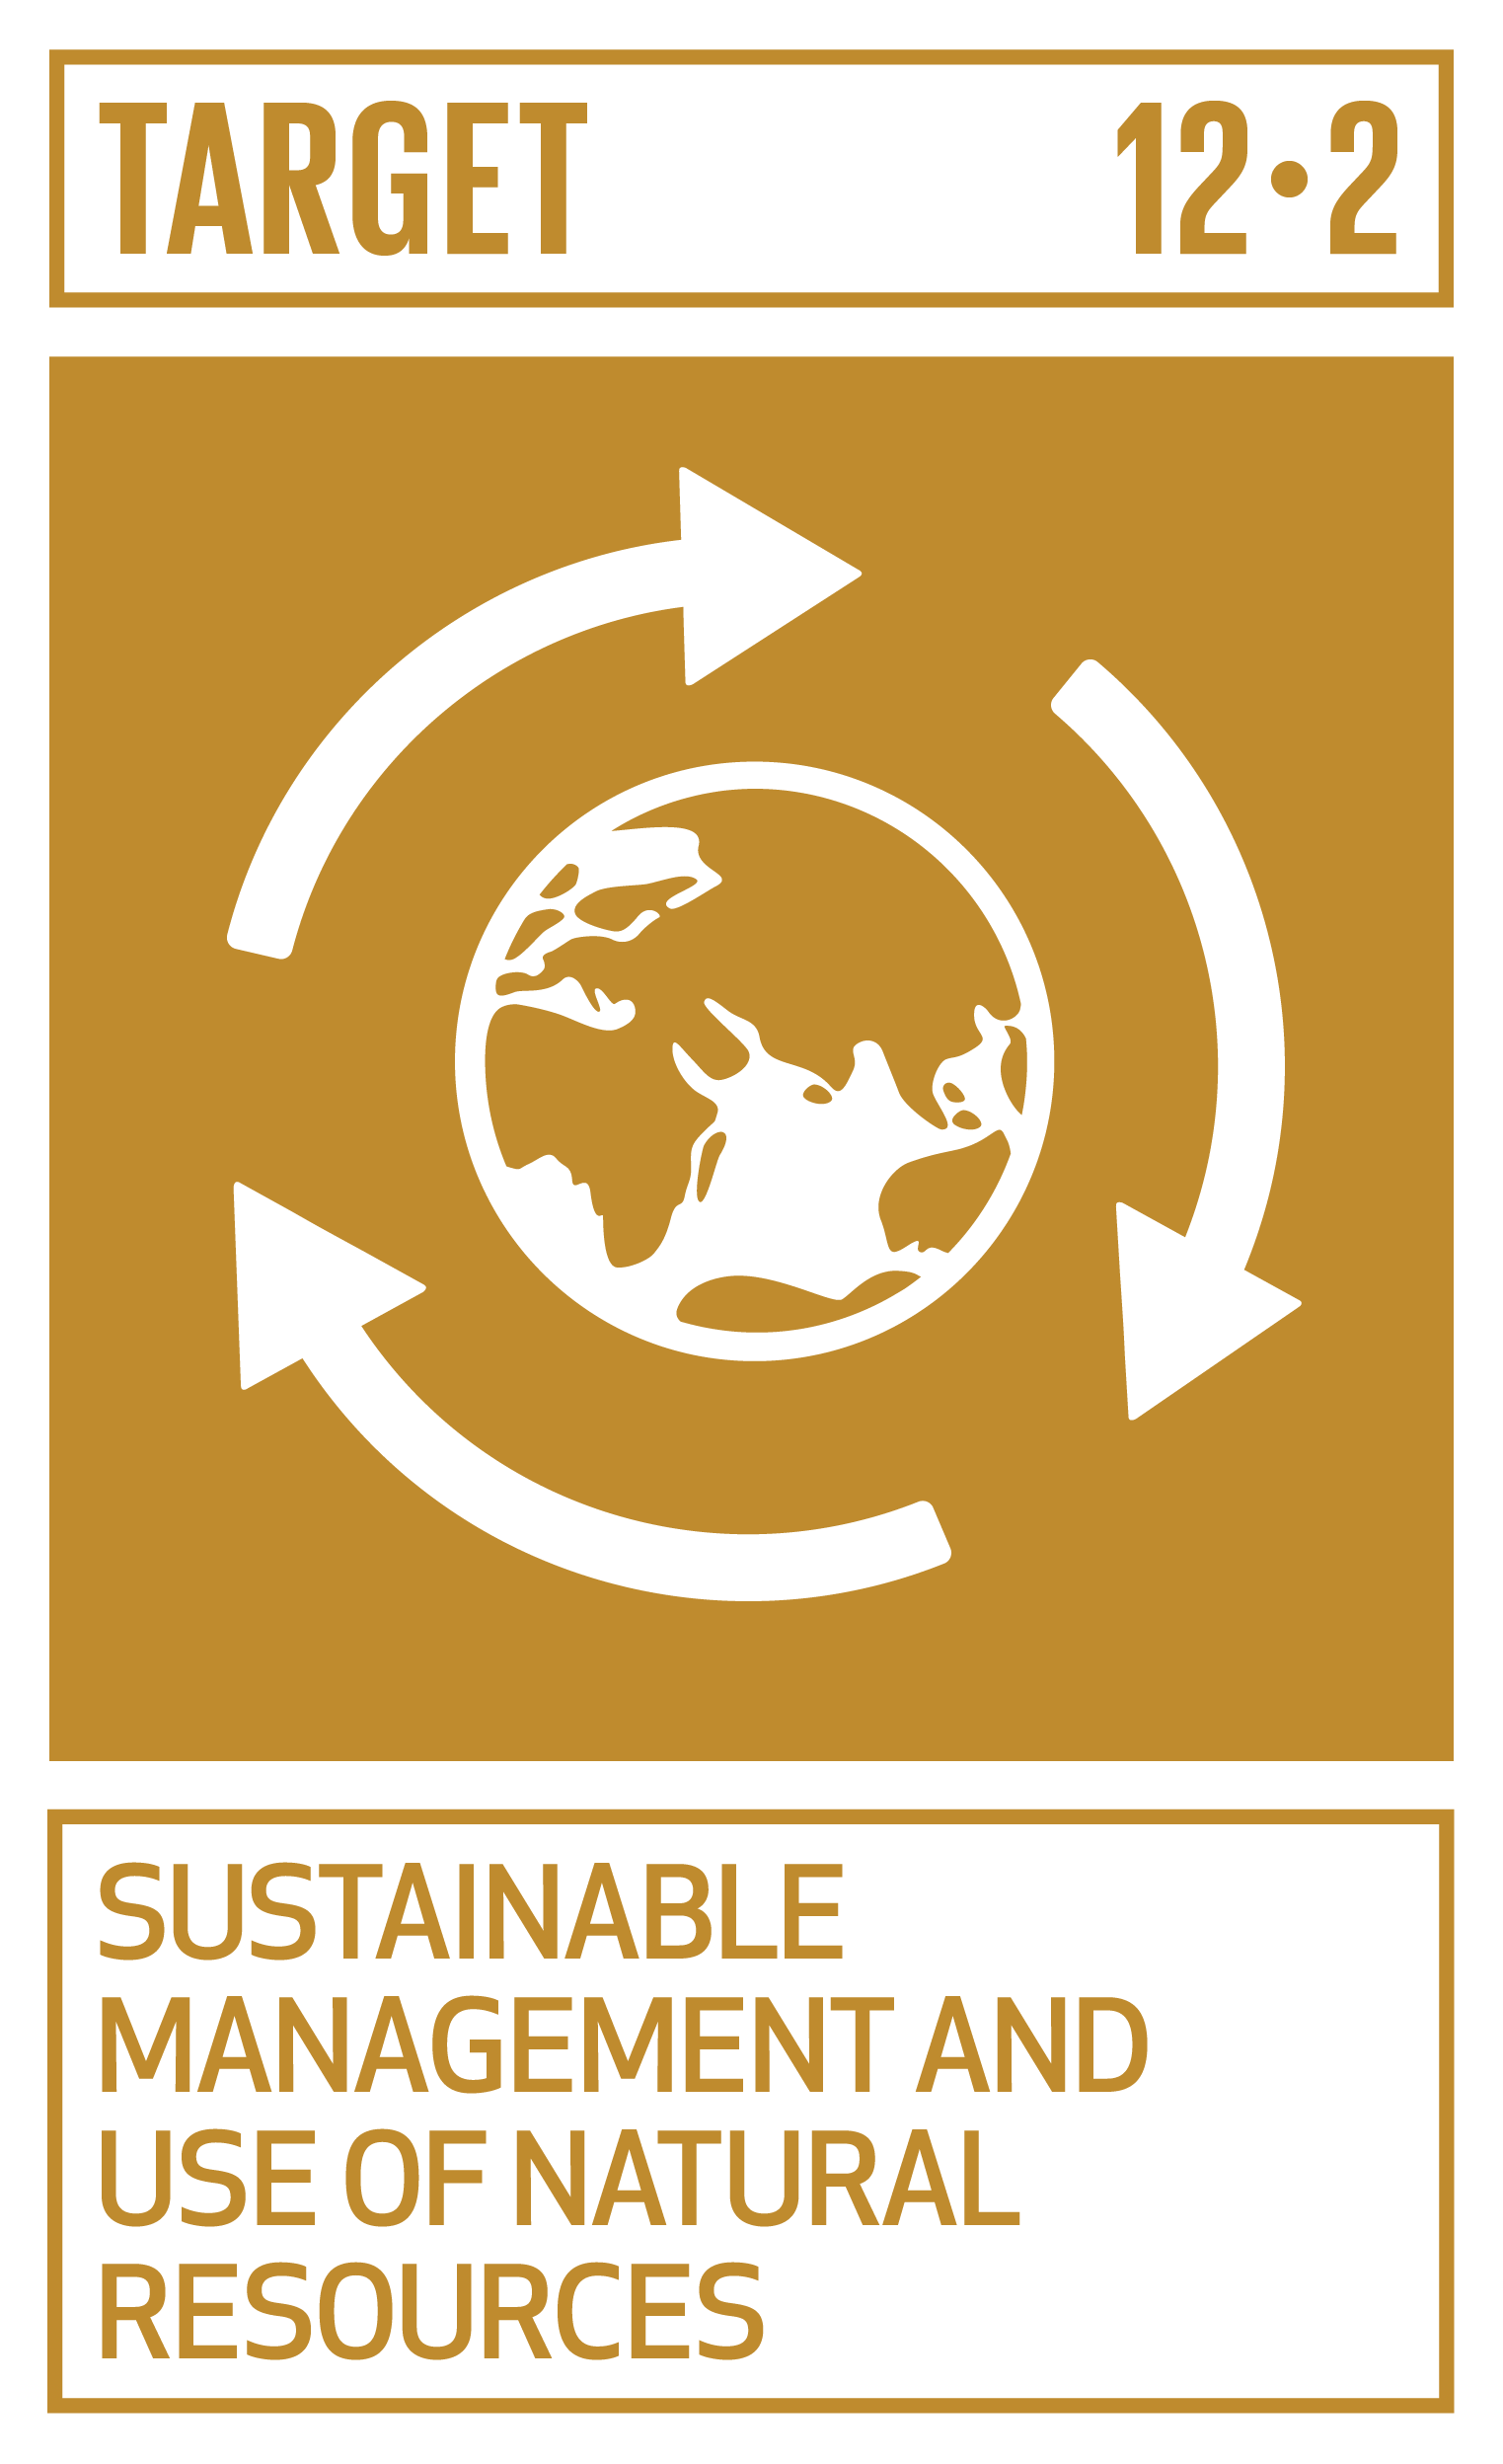 TARGET 12.2
SUSTAINABLE
MANAGEMENT AND
USE OF NATURAL
RESOURCES